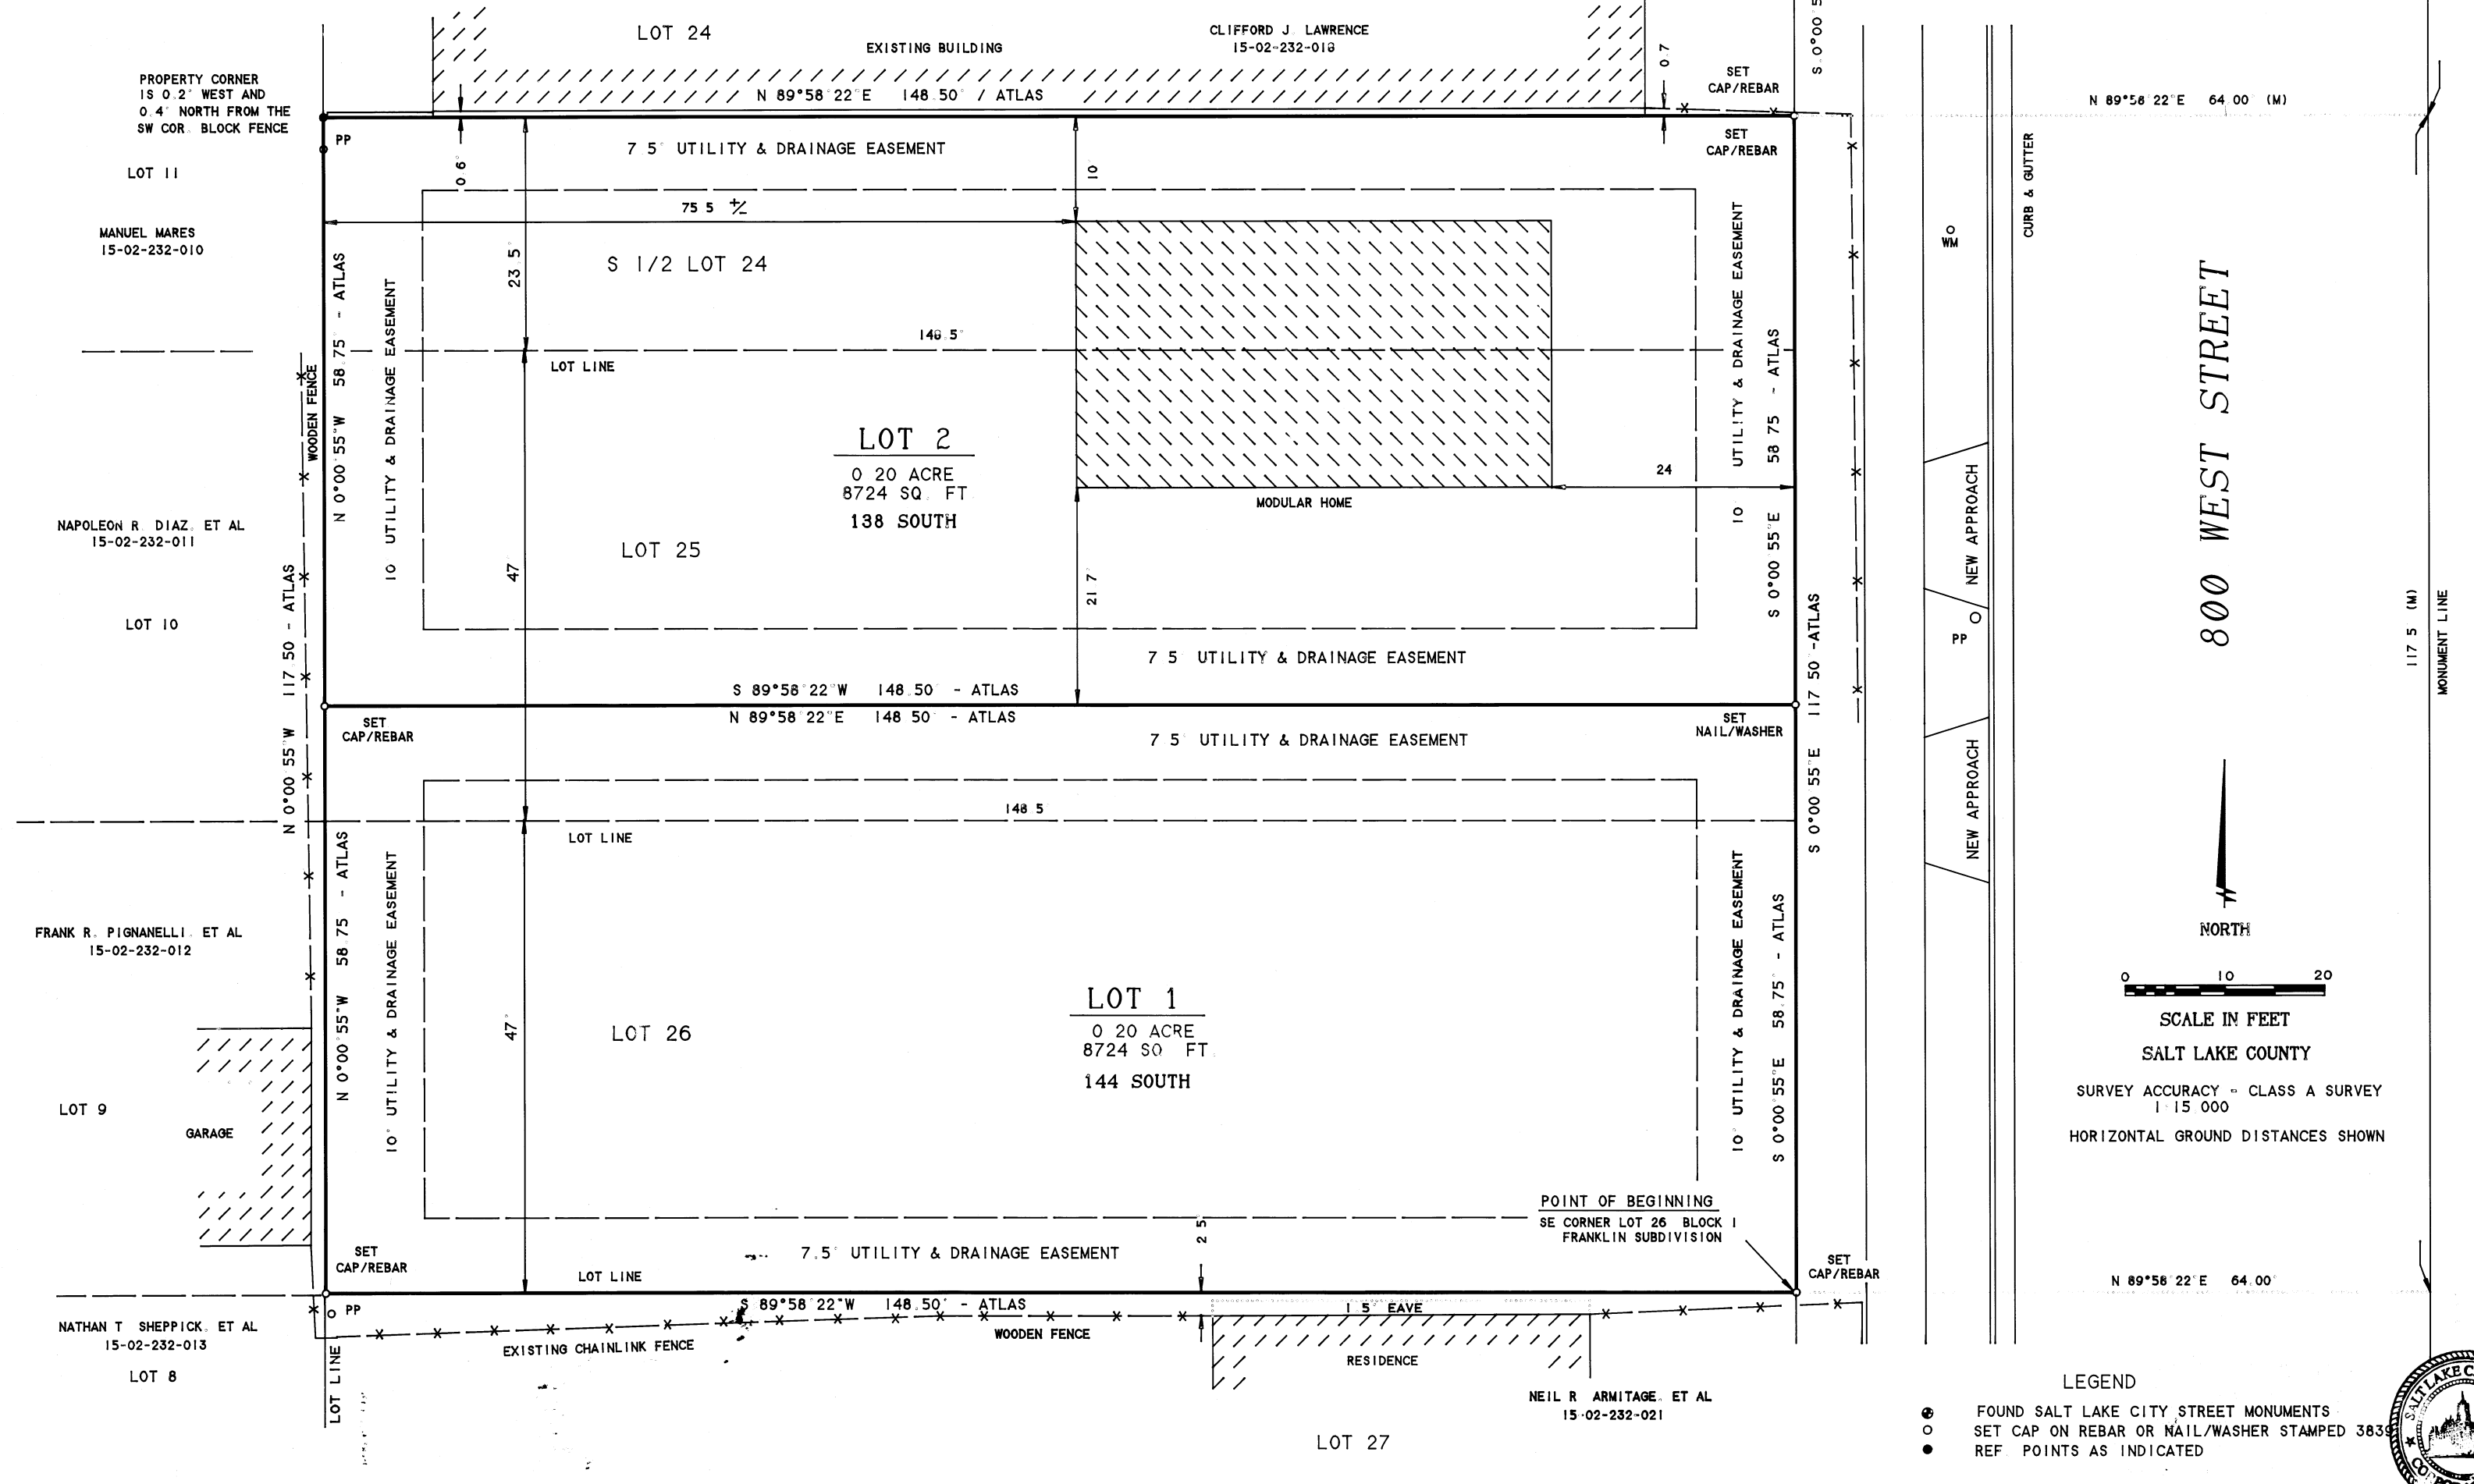 LOT 24
EXISTING BUILDING
CLIFFORD J. LAWRENCE
15-02-232-018
0.7
S 0°00'5
SET
CAP/REBAR
PROPERTY CORNER
IS 0.2' WEST AND
0.4' NORTH FROM THE
SW COR. BLOCK FENCE
N 89°58'22"E 148.50' / ATLAS
N 89°58'22"E 64.00 (M)
PP
7 5' UTILITY & DRAINAGE EASEMENT
SET
CAP/REBAR
0.6'
10'
LOT 11
MANUEL MARES
15-02-232-010
75 5 +/-
23.5'
S 1/2 LOT 24
148.5'
LOT LINE
WM
CURB & GUTTER
800 WEST STREET
WOODEN FENCE
N 0°00'55"W 58.75' - ATLAS
10 UTILITY & DRAINAGE EASEMENT
10 UTILITY & DRAINAGE EASEMENT
S 0°00'55"E 58 75 - ATLAS
LOT 2
0 20 ACRE
8724 SQ. FT
138 SOUTH
24
MODULAR HOME
NAPOLEON R. DIAZ, ET AL
15-02-232-011
LOT 25
47
21 7'
NEW APPROACH
PP
LOT 10
N 0°00'55"W 117 50 - ATLAS
7 5' UTILITY & DRAINAGE EASEMENT
S 0°00'55"E 117 50'-ATLAS
117 5 (M)
MONUMENT LINE
S 89°58'22"W 148.50' - ATLAS
N 89°58'22"E 148 50' - ATLAS
SET
CAP/REBAR
SET
NAIL/WASHER
7 5' UTILITY & DRAINAGE EASEMENT
NEW APPROACH
148 5
LOT LINE
N 0°00'55"W 58.75 - ATLAS
10' UTILITY & DRAINAGE EASEMENT
10' UTILITY & DRAINAGE EASEMENT
S 0°00'55"E 58.75' - ATLAS
FRANK R. PIGNANELLI, ET AL
15-02-232-012
NORTH
0 10 20
SCALE IN FEET
SALT LAKE COUNTY
SURVEY ACCURACY - CLASS A SURVEY
1 15 000
HORIZONTAL GROUND DISTANCES SHOWN
LOT 1
0 20 ACRE
8724 SQ FT.
144 SOUTH
47'
LOT 26
LOT 9
GARAGE
POINT OF BEGINNING
SE CORNER LOT 26 BLOCK 1
FRANKLIN SUBDIVISION
2 5
SET
CAP/REBAR
7.5' UTILITY & DRAINAGE EASEMENT
LOT LINE
SET
CAP/REBAR
N 89°58'22"E 64.00'
PP
S 89°58'22"W 148.50' - ATLAS
1 5' EAVE
NATHAN T SHEPPICK, ET AL
15-02-232-013
LOT 8
LOT LINE
EXISTING CHAINLINK FENCE
WOODEN FENCE
RESIDENCE
NEIL R ARMITAGE, ET AL
15-02-232-021
LOT 27
LEGEND
FOUND SALT LAKE CITY STREET MONUMENTS
SET CAP ON REBAR OR NAIL/WASHER STAMPED 3839
REF. POINTS AS INDICATED
SALT LAKE C
CORPO